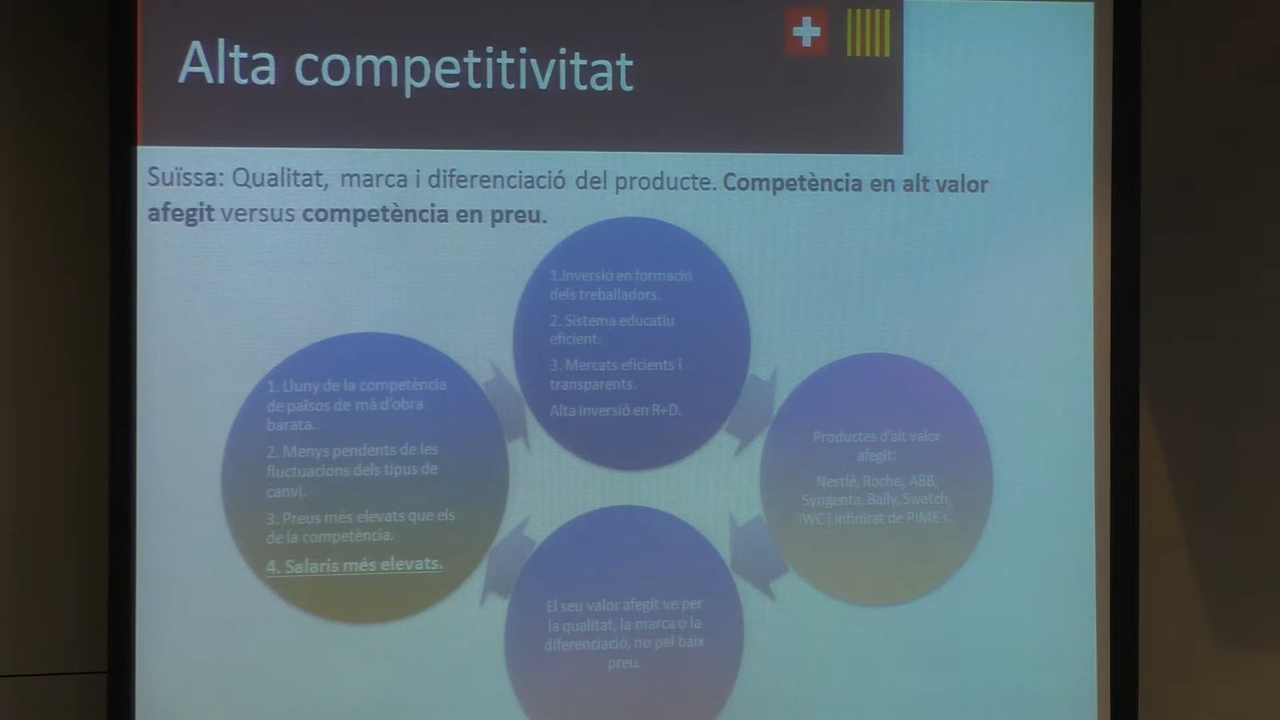 Alta competitivitat
Suïssa: Qualitat, marca i diferenciació del producte. Competència en alt valor
afegit versus competència en preu.
1.Inversió en formació
dels treballadors.
2. Sistema educatiu
eficient.
3. Mercats eficients i
transparents.
Alta inversió en R+D.
Productes d'alt valor
afegit:
Nestlé, Roche, ABB,
Syngenta, Bally, Swatch,
IWC i infinitat de PIME's.
El seu valor afegit ve per
la qualitat, la marca o la
diferenciació, no pel baix
preu.
1. Lluny de la competència
de països de mà d'obra
barata.
2. Menys pendents de les
fluctuacions dels tipus de
canvi.
3. Preus més elevats que els
de la competència.
4. Salaris més elevats.